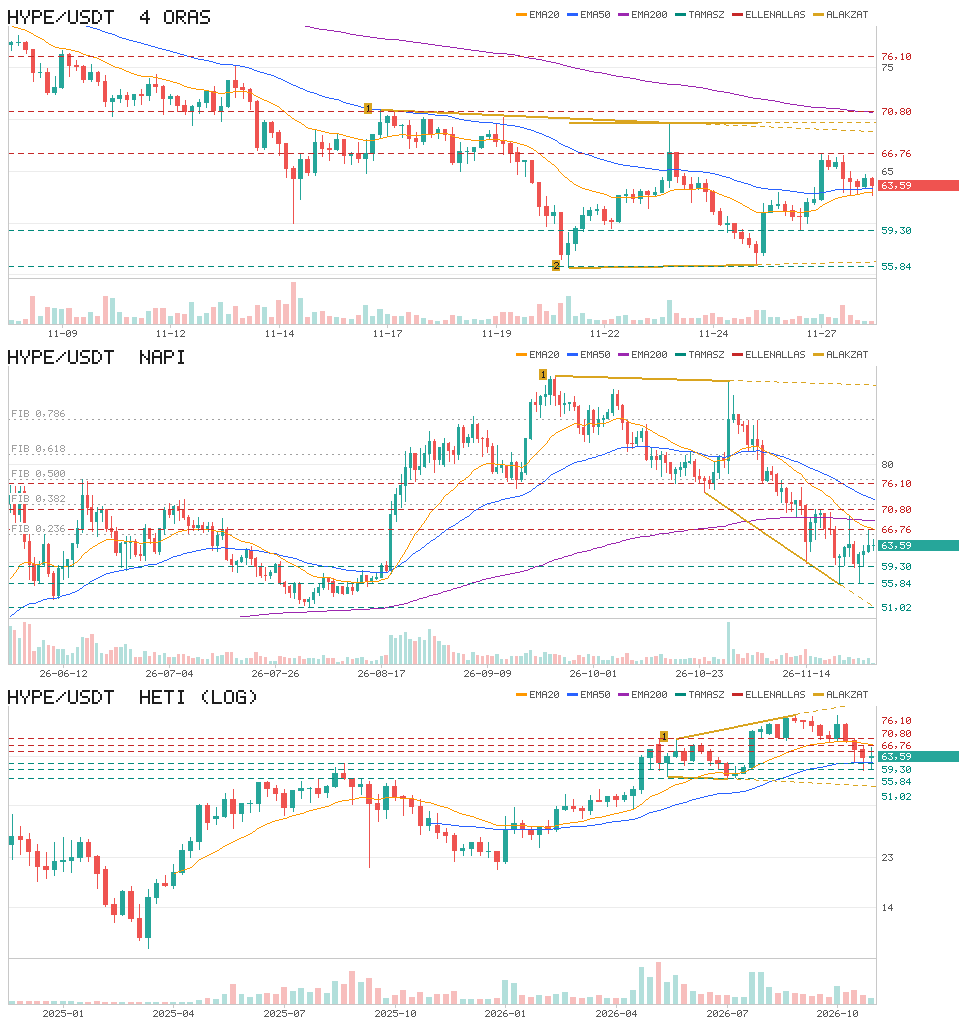 HYPE/USDT  4 ORAS
EMA20 EMA50 EMA200 TAMASZ ELLENALLAS ALAKZAT
76,10
75
70,80
66,76
65
63,59
59,30
55,84
1
2
11-09 11-12 11-14 11-17 11-19 11-22 11-24 11-27
HYPE/USDT  NAPI
EMA20 EMA50 EMA200 TAMASZ ELLENALLAS ALAKZAT
1
FIB 0,786
FIB 0,618
FIB 0,500
FIB 0,382
FIB 0,236
80
76,10
70,80
66,76
63,59
59,30
55,84
51,02
26-06-12 26-07-04 26-07-26 26-08-17 26-09-09 26-10-01 26-10-23 26-11-14
HYPE/USDT  HETI (LOG)
EMA20 EMA50 EMA200 TAMASZ ELLENALLAS ALAKZAT
1
76,10
70,80
66,76
63,59
59,30
55,84
51,02
23
14
2025-01 2025-04 2025-07 2025-10 2026-01 2026-04 2026-07 2026-10